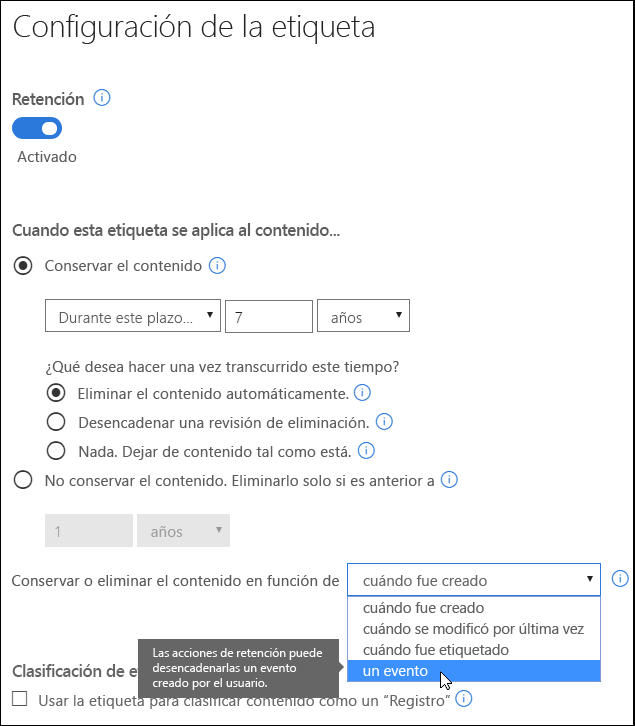 Configuración de la etiqueta
Retención
Activado
Cuando esta etiqueta se aplica al contenido...
Conservar el contenido
Durante este plazo... 7 años
¿Qué desea hacer una vez transcurrido este tiempo?
Eliminar el contenido automáticamente.
Desencadenar una revisión de eliminación.
Nada. Dejar de contenido tal como está.
No conservar el contenido. Eliminarlo solo si es anterior a
1 años
Conservar o eliminar el contenido en función de cuándo fue creado
cuándo fue creado
cuándo se modificó por última vez
cuándo fue etiquetado
un evento
Las acciones de retención puede
desencadenarlas un evento
creado por el usuario.
Clasificación de e
Usar la etiqueta para clasificar contenido como un “Registro”